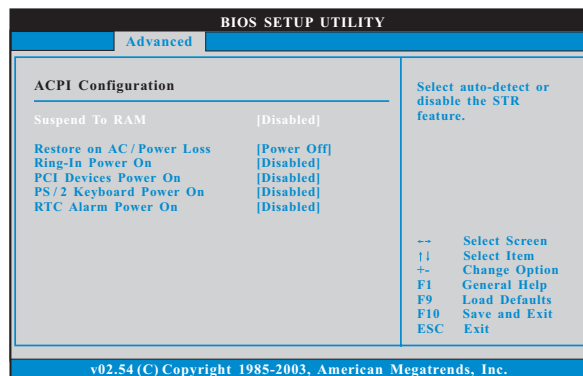 BIOS SETUP UTILITY
Advanced
ACPI Configuration
Suspend To RAM [Disabled]
Restore on AC / Power Loss [Power Off]
Ring-In Power On [Disabled]
PCI Devices Power On [Disabled]
PS / 2 Keyboard Power On [Disabled]
RTC Alarm Power On [Disabled]
Select auto-detect or
disable the STR
feature.
←→ Select Screen
↑↓ Select Item
+- Change Option
F1 General Help
F9 Load Defaults
F10 Save and Exit
ESC Exit
v02.54 (C) Copyright 1985-2003, American Megatrends, Inc.